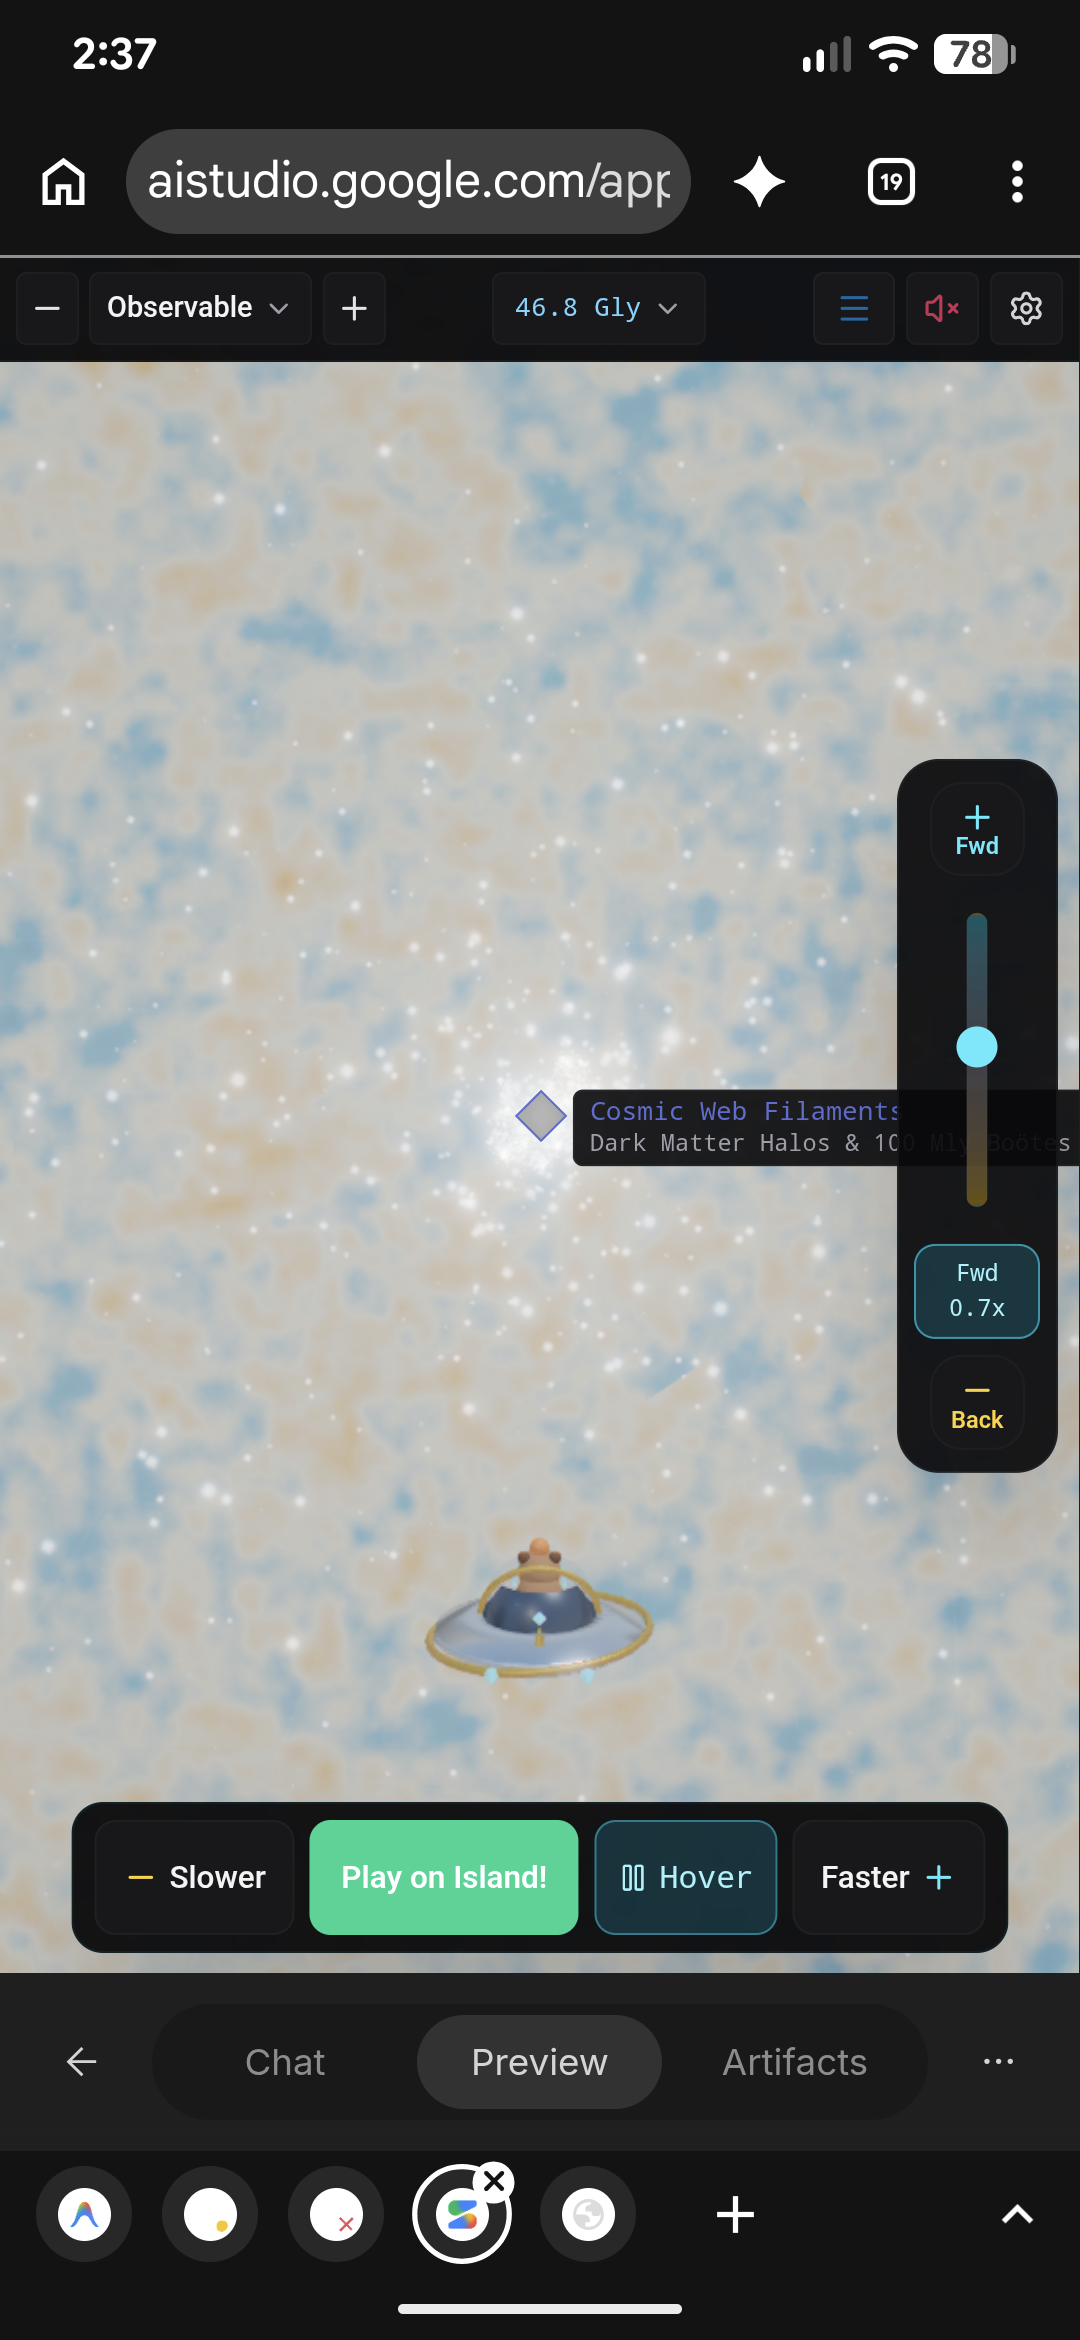 2:37
78
aistudio.google.com/app
19
Observable
46.8 Gly
Fwd
Cosmic Web Filaments
Dark Matter Halos & 100 Mly Boötes
Fwd
0.7x
Back
Slower
Play on Island!
Hover
Faster
Chat
Preview
Artifacts